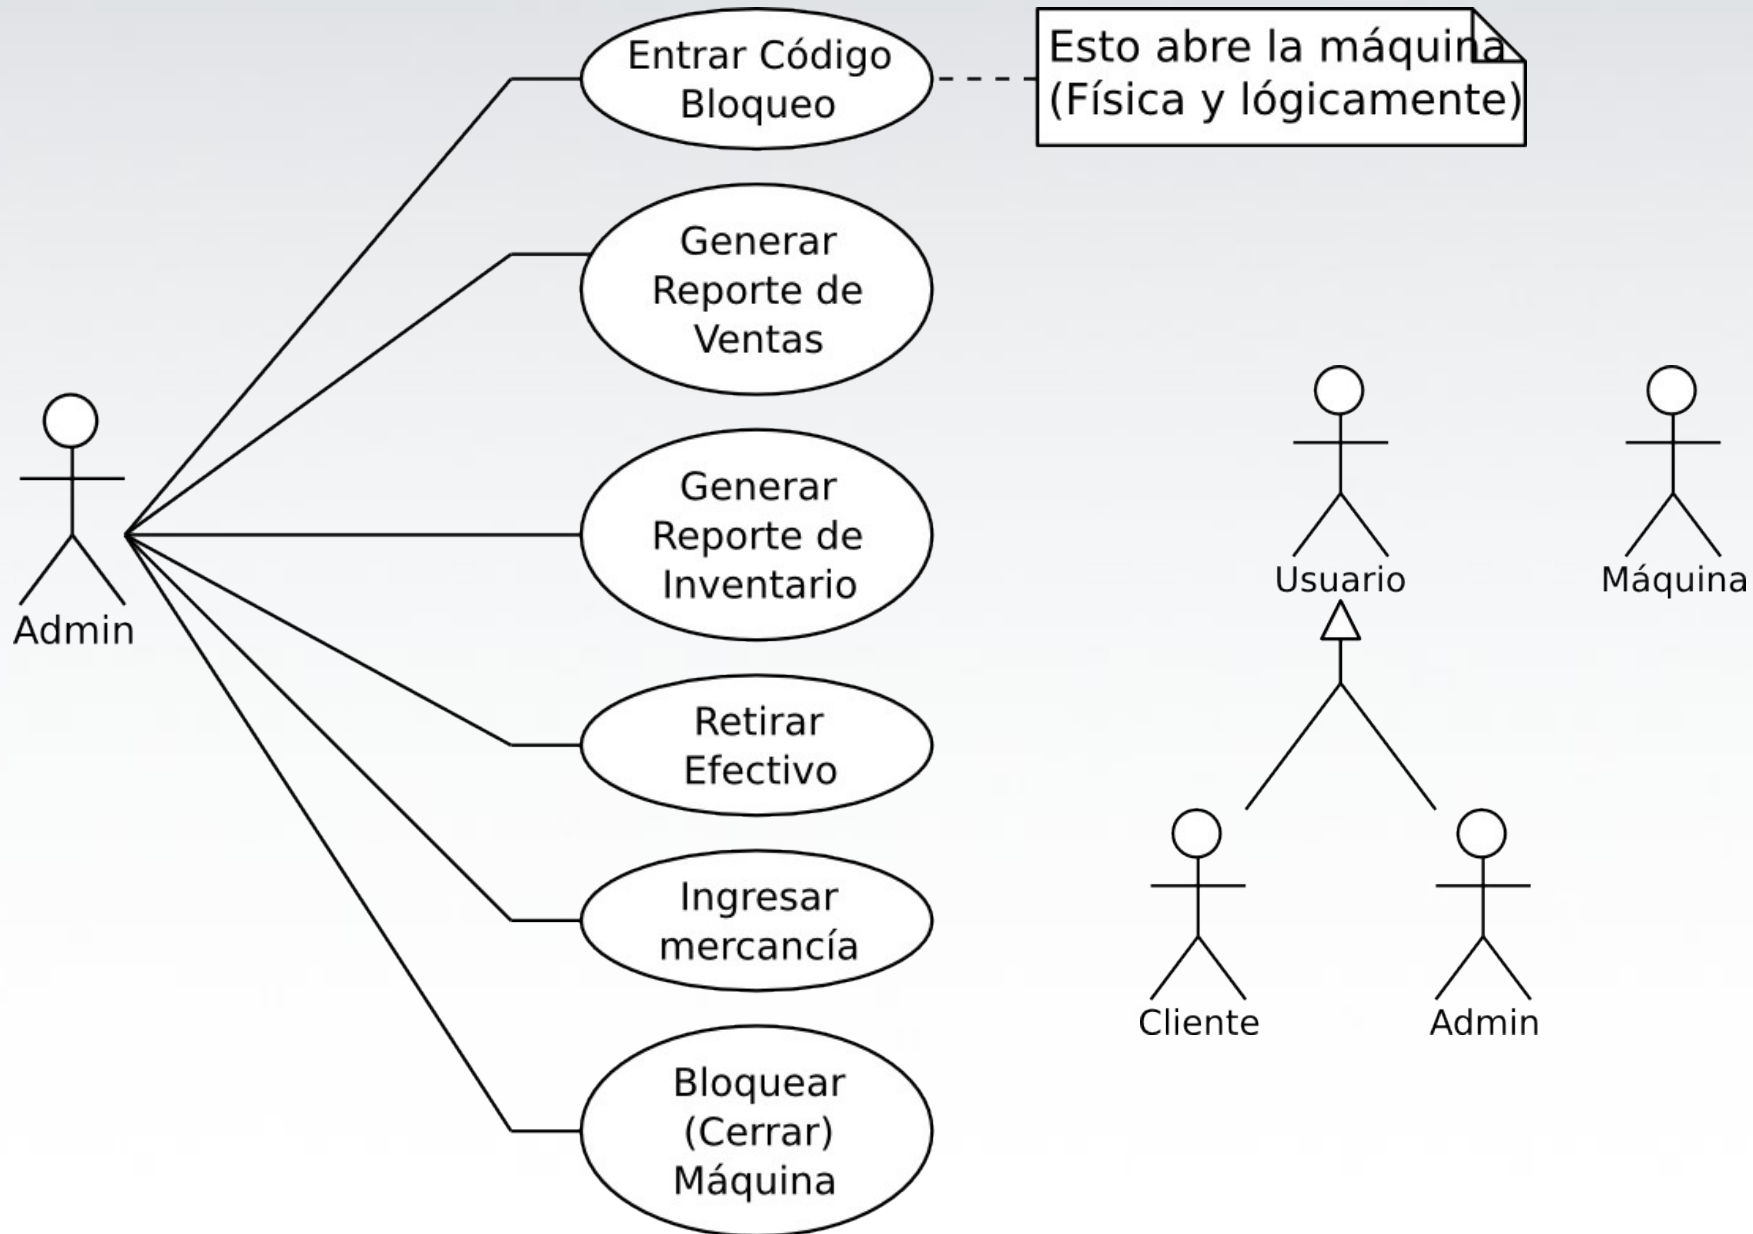 Entrar Código
Bloqueo
Esto abre la máquina
(Física y lógicamente)
Generar
Reporte de
Ventas
Generar
Reporte de
Inventario
Admin
Retirar
Efectivo
Ingresar
mercancía
Bloquear
(Cerrar)
Máquina
Usuario
Máquina
Cliente
Admin